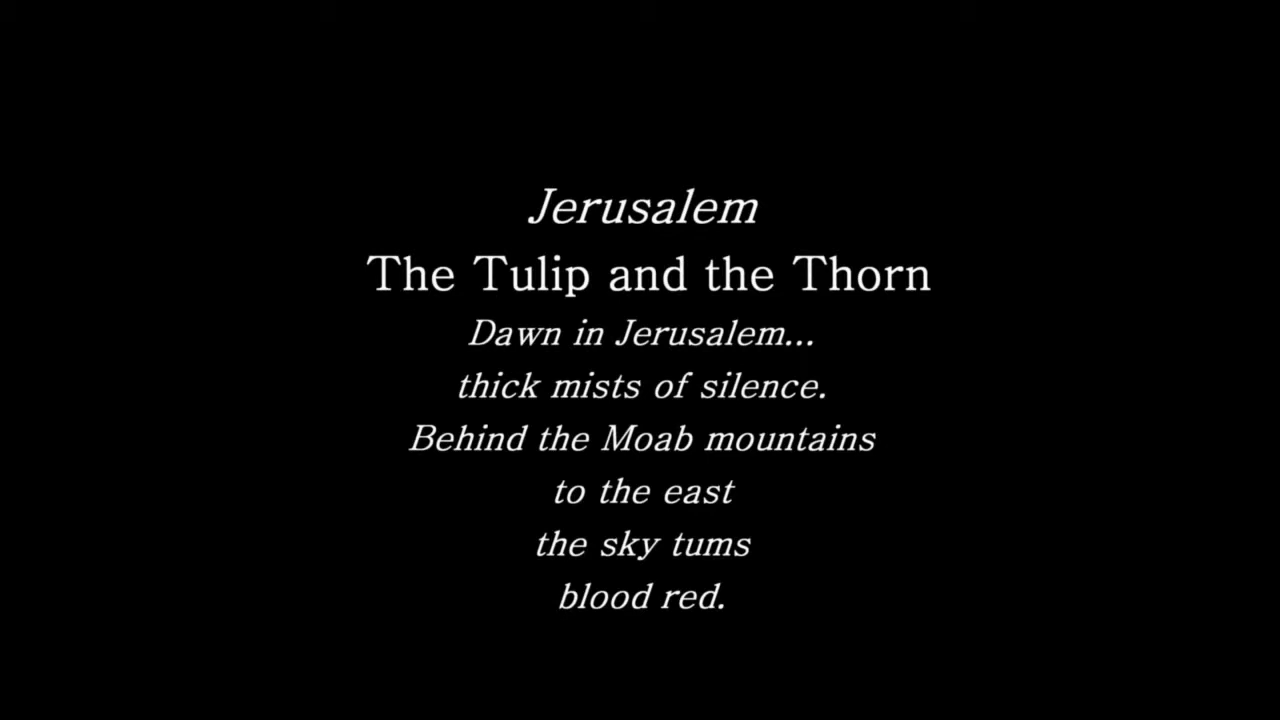 Jerusalem
The Tulip and the Thorn
Dawn in Jerusalem...
thick mists of silence.
Behind the Moab mountains
to the east
the sky tums
blood red.